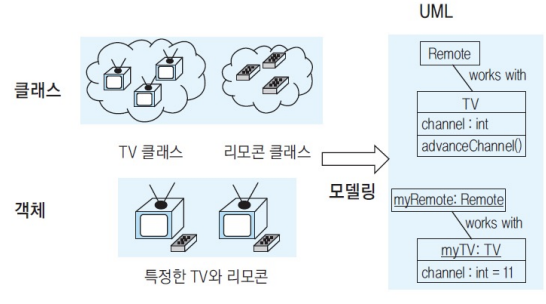 UML
클래스
TV 클래스
리모콘 클래스
객체
특정한 TV와 리모콘
모델링
Remote
works with
TV
channel : int
advanceChannel()
myRemote: Remote
works with
myTV: TV
channel : int = 11